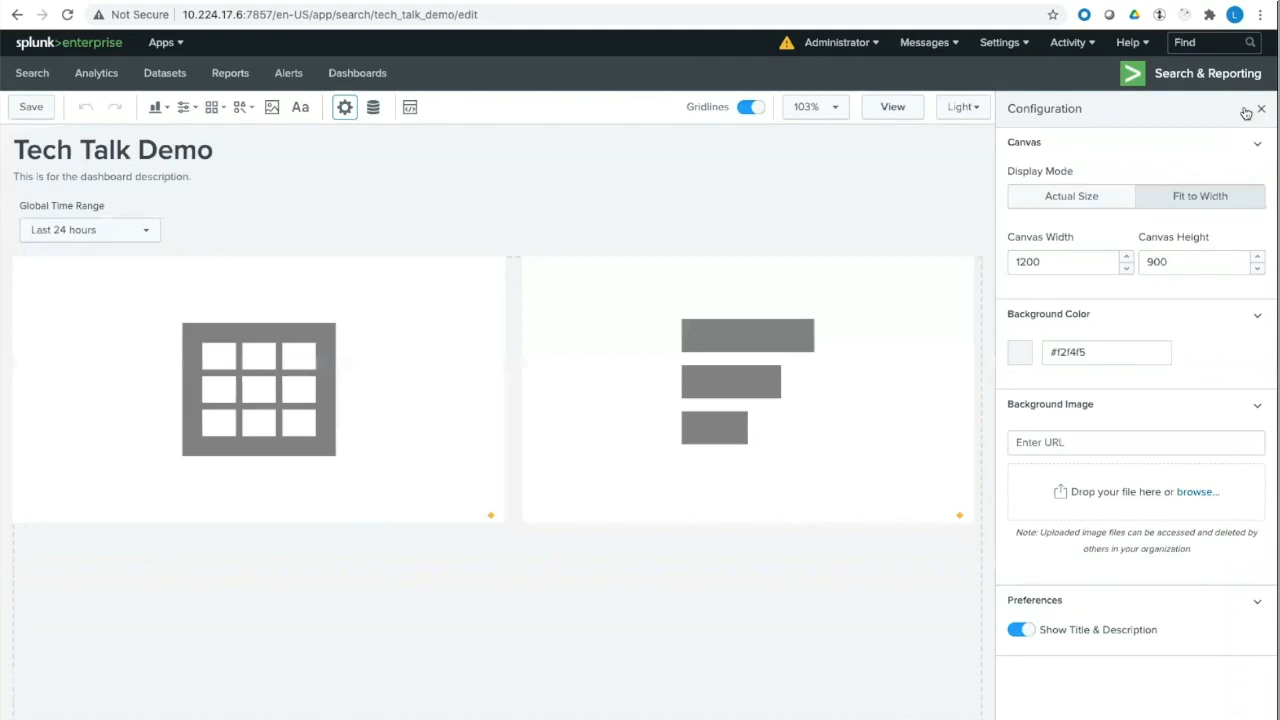 Not Secure 10.224.17.6:7857/en-US/app/search/tech_talk_demo/edit L
splunk>enterprise Apps Administrator Messages Settings Activity Help Find
Search Analytics Datasets Reports Alerts Dashboards Search & Reporting
Save Aa Gridlines 103% View Light
Configuration
Tech Talk Demo
This is for the dashboard description.
Global Time Range
Last 24 hours
Canvas
Display Mode
Actual Size Fit to Width
Canvas Width Canvas Height
1200 900
Background Color
#f2f4f5
Background Image
Enter URL
Drop your file here or browse...
Note: Uploaded image files can be accessed and deleted by
others in your organization
Preferences
Show Title & Description